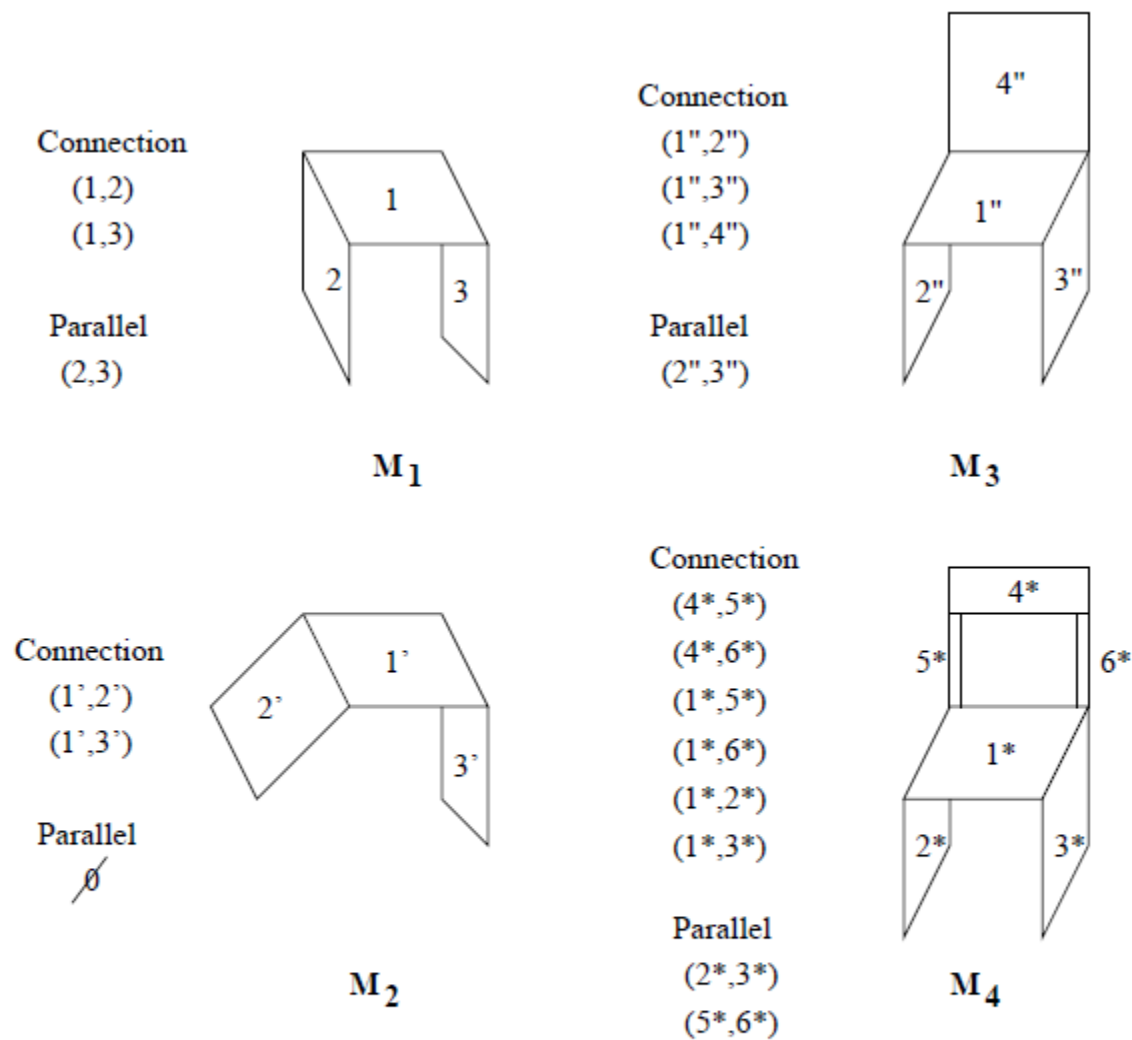 Connection
(1,2)
(1,3)
Parallel
(2,3)
1
2
3
M1
Connection
(1",2")
(1",3")
(1",4")
Parallel
(2",3")
4"
1"
2"
3"
M3
Connection
(1’,2’)
(1’,3’)
Parallel
∅
1’
2’
3’
M2
Connection
(4*,5*)
(4*,6*)
(1*,5*)
(1*,6*)
(1*,2*)
(1*,3*)
Parallel
(2*,3*)
(5*,6*)
4*
5*
6*
1*
2*
3*
M4